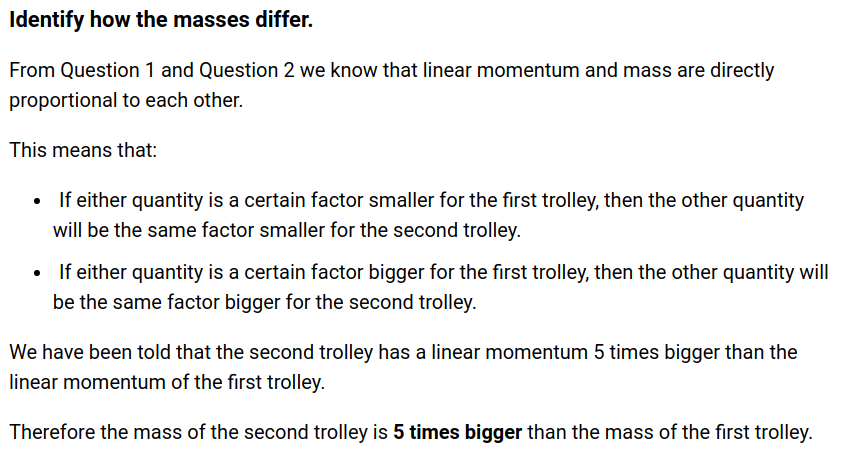 Identify how the masses differ.
From Question 1 and Question 2 we know that linear momentum and mass are directly
proportional to each other.
This means that:
• If either quantity is a certain factor smaller for the first trolley, then the other quantity
will be the same factor smaller for the second trolley.
• If either quantity is a certain factor bigger for the first trolley, then the other quantity will
be the same factor bigger for the second trolley.
We have been told that the second trolley has a linear momentum 5 times bigger than the
linear momentum of the first trolley.
Therefore the mass of the second trolley is 5 times bigger than the mass of the first trolley.